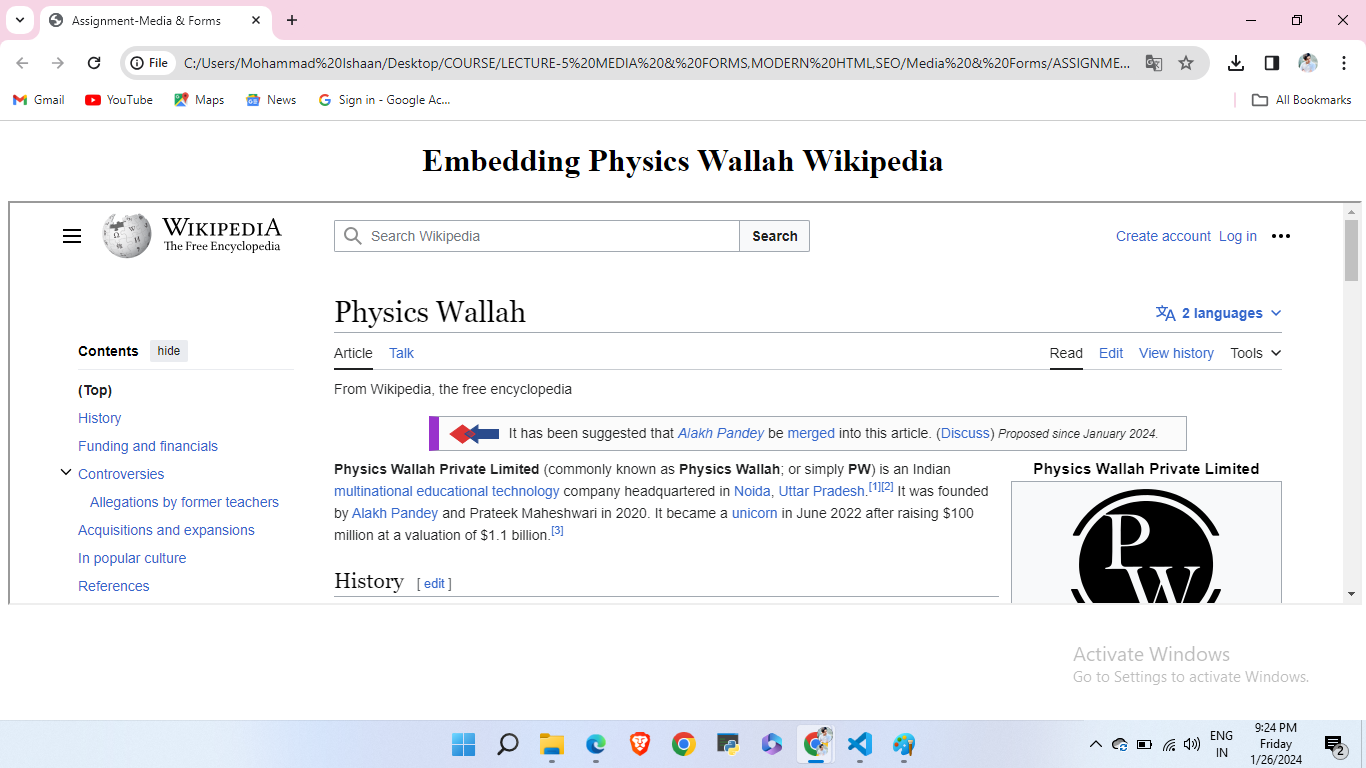 Assignment-Media & Forms
File
C:/Users/Mohammad%20Ishaan/Desktop/COURSE/LECTURE-5%20MEDIA%20&%20FORMS,MODERN%20HTML,SEO/Media%20&%20Forms/ASSIGNME...
Gmail YouTube Maps News Sign in - Google Ac... All Bookmarks
Embedding Physics Wallah Wikipedia
WIKIPEDIA
The Free Encyclopedia
Search Wikipedia Search
Create account Log in
Physics Wallah
2 languages
Contents hide
(Top)
History
Funding and financials
Controversies
Allegations by former teachers
Acquisitions and expansions
In popular culture
References
Article Talk Read Edit View history Tools
From Wikipedia, the free encyclopedia
It has been suggested that Alakh Pandey be merged into this article. (Discuss) Proposed since January 2024.
Physics Wallah Private Limited (commonly known as Physics Wallah; or simply PW) is an Indian
multinational educational technology company headquartered in Noida, Uttar Pradesh.[1][2] It was founded
by Alakh Pandey and Prateek Maheshwari in 2020. It became a unicorn in June 2022 after raising $100
million at a valuation of $1.1 billion.[3]
History [ edit ]
Physics Wallah Private Limited
P
W
Activate Windows
Go to Settings to activate Windows.
ENG
IN
9:24 PM
Friday
1/26/2024
2